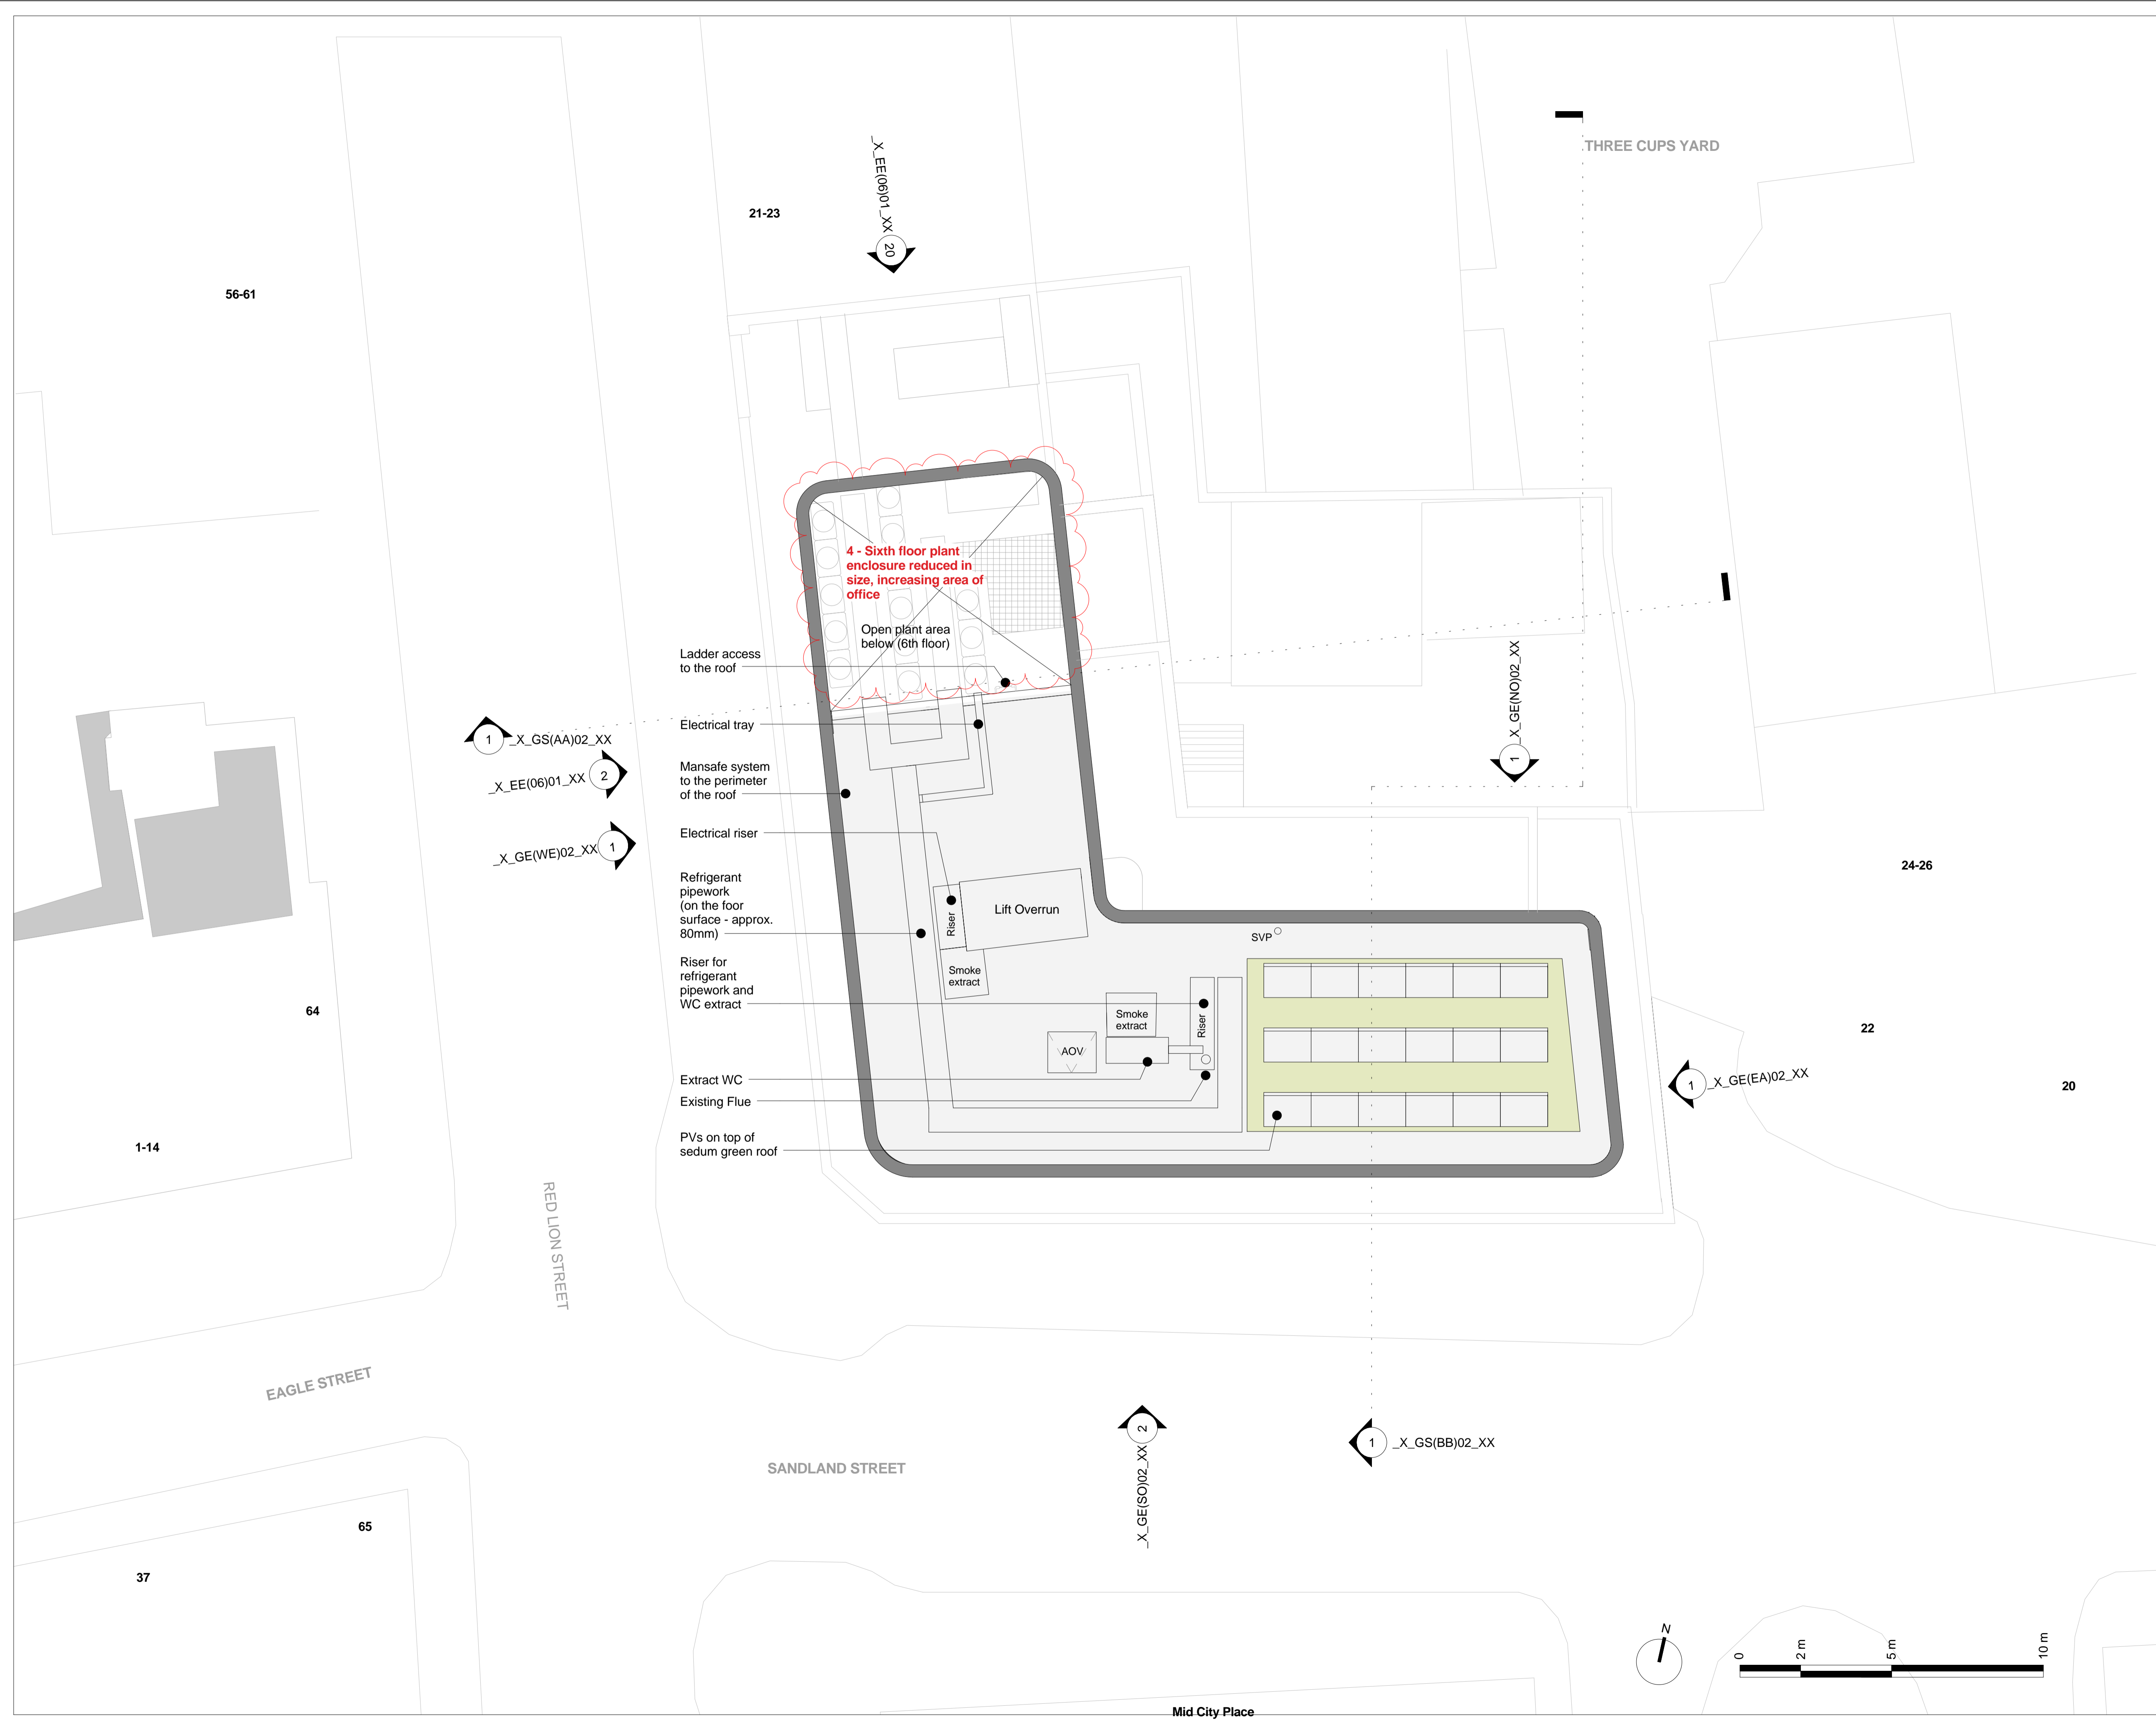 THREE CUPS YARD
_X_EE(06)01_XX
20
21-23
56-61
4 - Sixth floor plant
enclosure reduced in
size, increasing area of
office
Open plant area
below (6th floor)
Ladder access
to the roof
Electrical tray
Mansafe system
to the perimeter
of the roof
Electrical riser
Refrigerant
pipework
(on the foor
surface - approx.
80mm)
Riser for
refrigerant
pipework and
WC extract
Extract WC
Existing Flue
PVs on top of
sedum green roof
1
_X_GS(AA)02_XX
_X_EE(06)01_XX
2
_X_GE(WE)02_XX
1
_X_GE(NO)02_XX
1
Riser
Lift Overrun
Smoke
extract
SVP
Smoke
extract
Riser
AOV
24-26
22
20
1
_X_GE(EA)02_XX
64
1-14
RED LION STREET
EAGLE STREET
SANDLAND STREET
2
_X_GE(SO)02_XX
1
_X_GS(BB)02_XX
65
37
N
0
2 m
5 m
10 m
Mid City Place